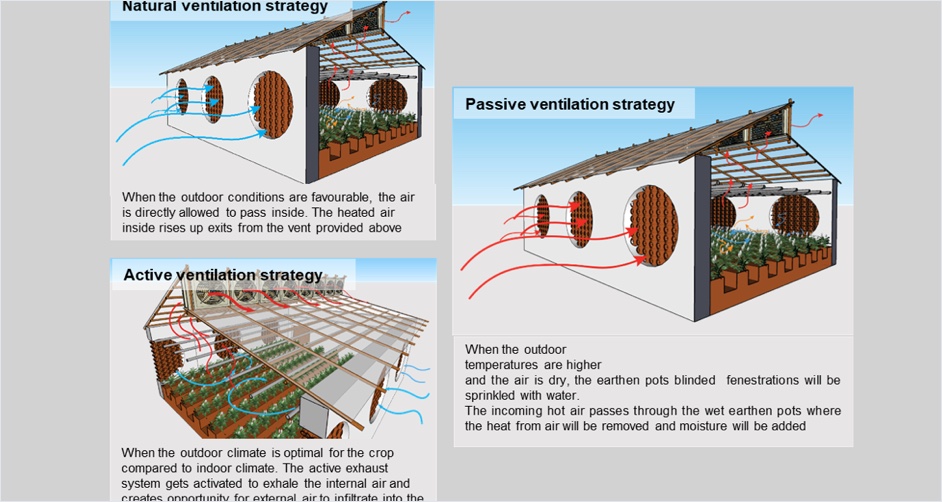 Natural ventilation strategy
When the outdoor conditions are favourable, the air
is directly allowed to pass inside. The heated air
inside rises up exits from the vent provided above
Active ventilation strategy
When the outdoor climate is optimal for the crop
compared to indoor climate. The active exhaust
system gets activated to exhale the internal air and
creates opportunity for external air to infiltrate into the
Passive ventilation strategy
When the outdoor
temperatures are higher
and the air is dry, the earthen pots blinded fenestrations will be
sprinkled with water.
The incoming hot air passes through the wet earthen pots where
the heat from air will be removed and moisture will be added